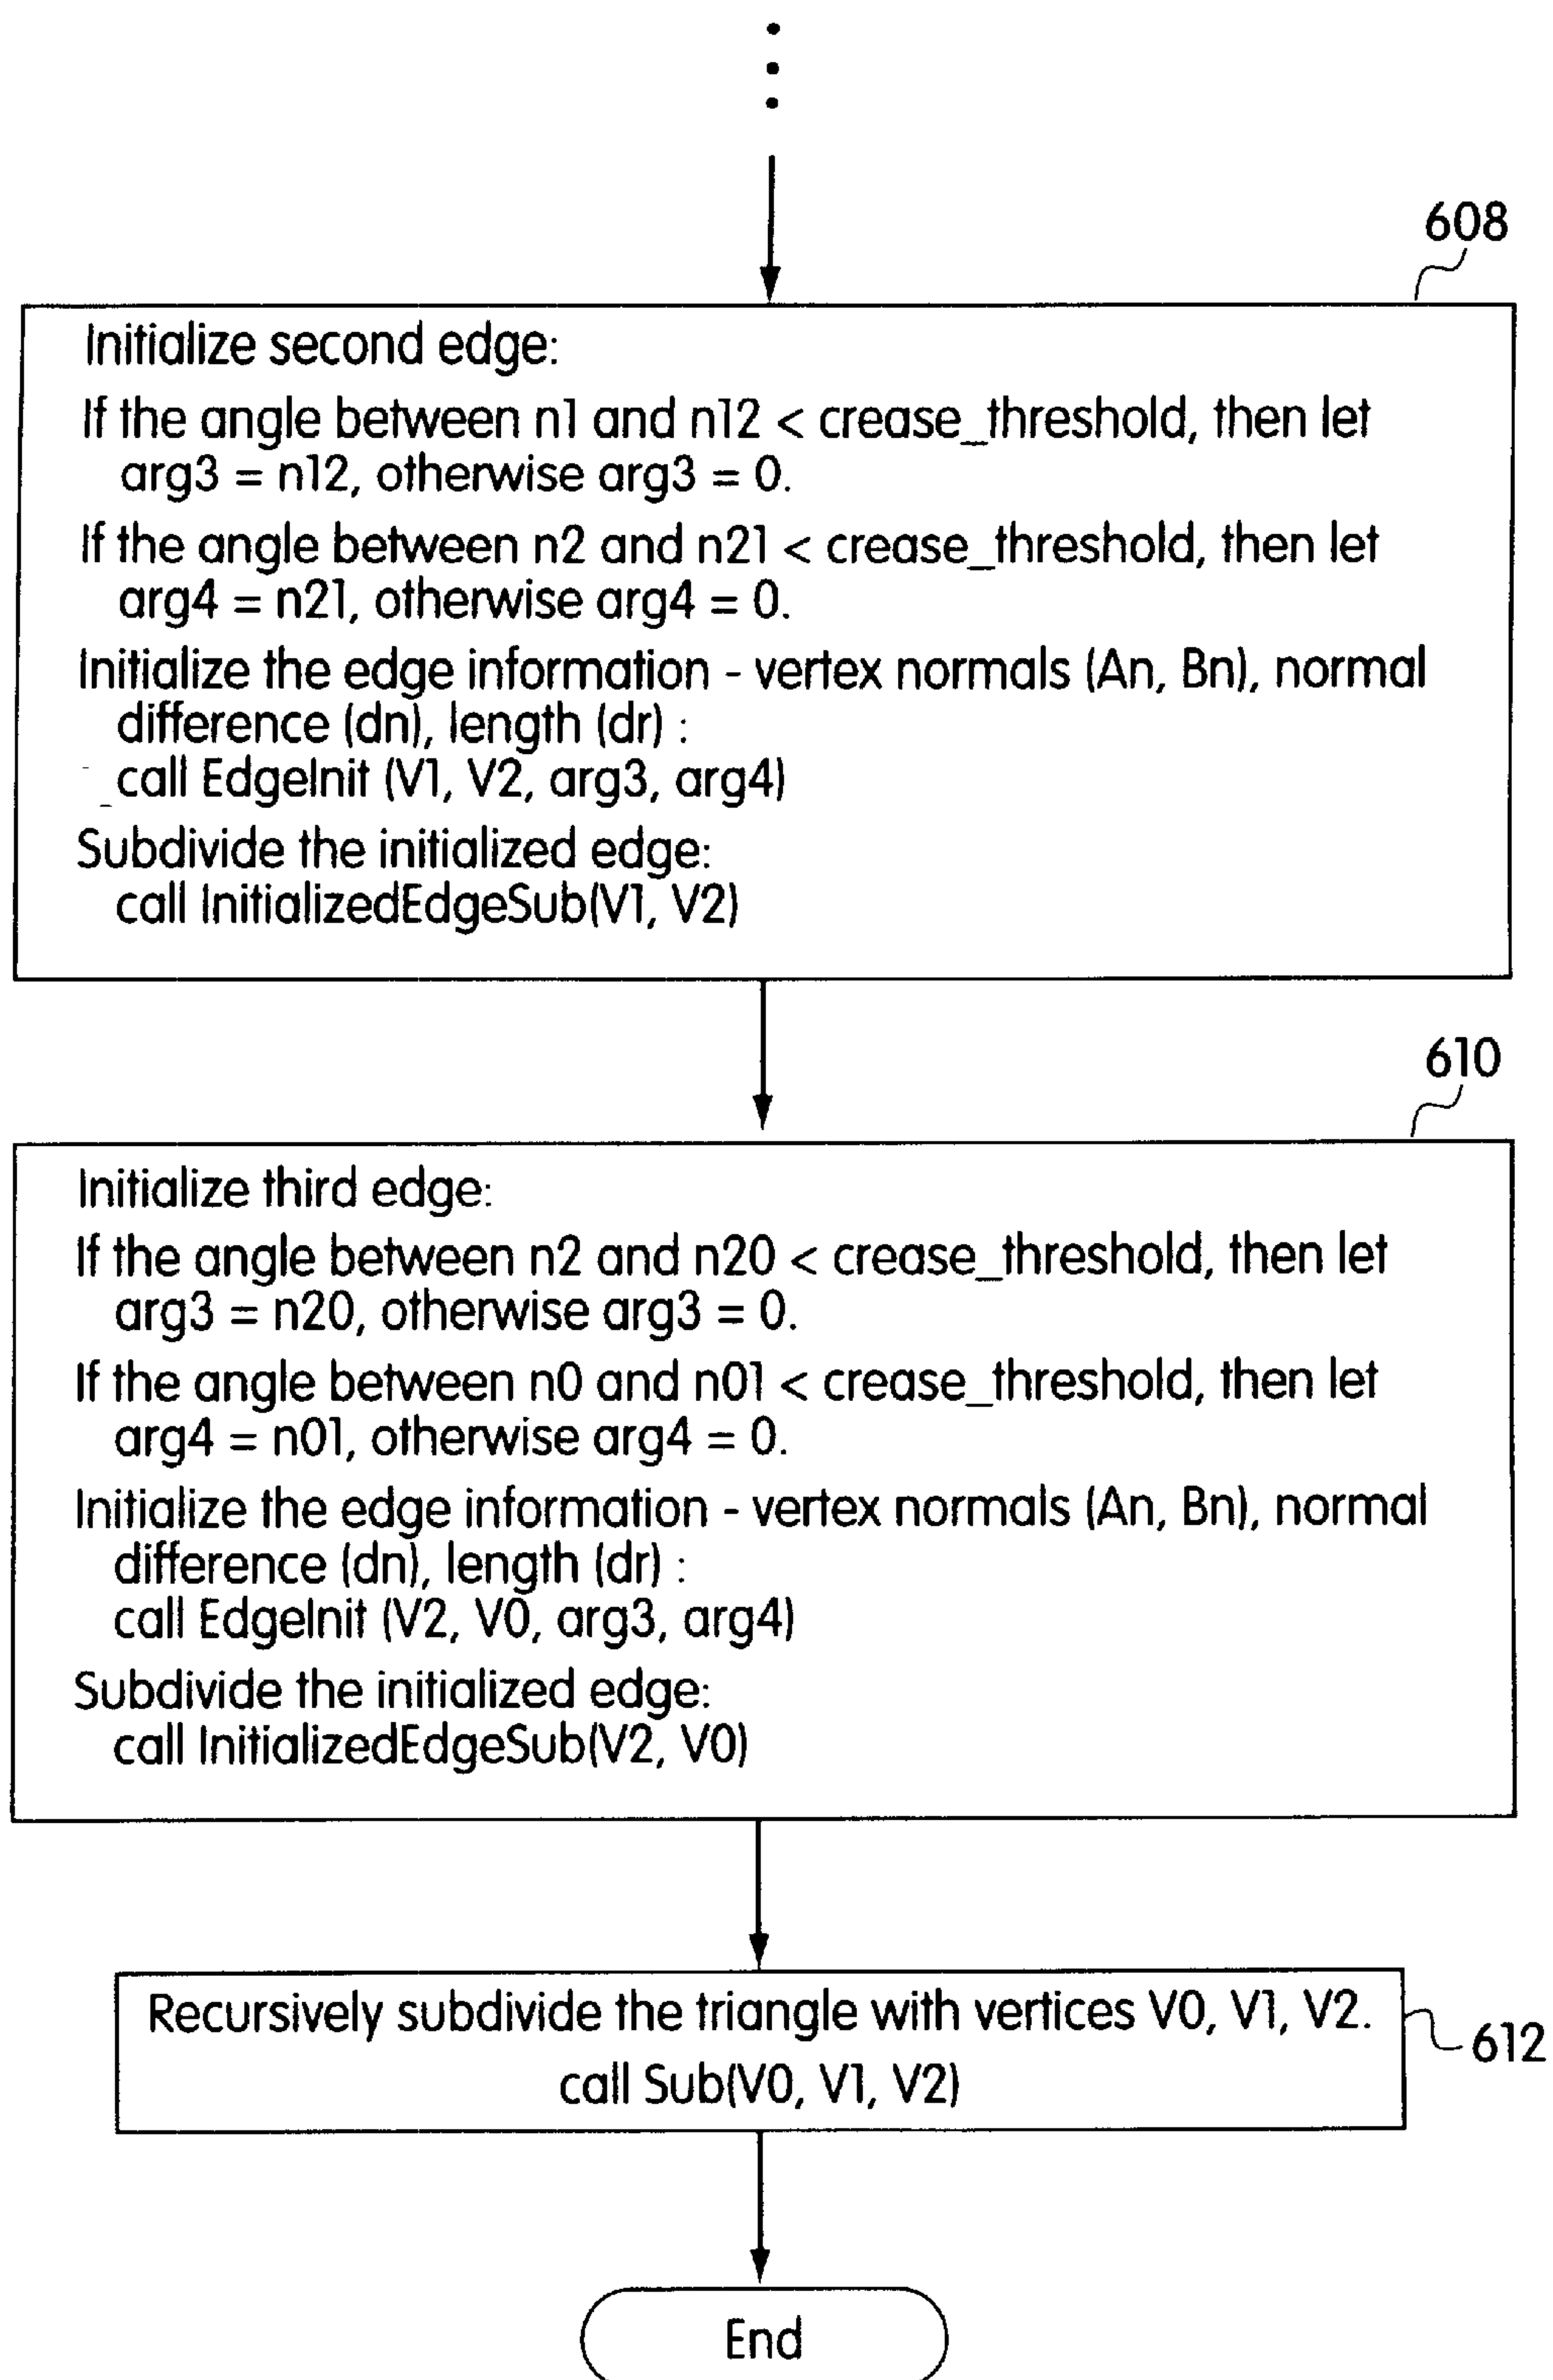 608
Initialize second edge:
If the angle between n1 and n12 < crease_threshold, then let
arg3 = n12, otherwise arg3 = 0.
If the angle between n2 and n21 < crease_threshold, then let
arg4 = n21, otherwise arg4 = 0.
Initialize the edge information - vertex normals (An, Bn), normal
difference (dn), length (dr) :
call EdgeInit (V1, V2, arg3, arg4)
Subdivide the initialized edge:
call InitializedEdgeSub(V1, V2)
610
Initialize third edge:
If the angle between n2 and n20 < crease_threshold, then let
arg3 = n20, otherwise arg3 = 0.
If the angle between n0 and n01 < crease_threshold, then let
arg4 = n01, otherwise arg4 = 0.
Initialize the edge information - vertex normals (An, Bn), normal
difference (dn), length (dr) :
call EdgeInit (V2, V0, arg3, arg4)
Subdivide the initialized edge:
call InitializedEdgeSub(V2, V0)
Recursively subdivide the triangle with vertices V0, V1, V2.
call Sub(V0, V1, V2)
612
End